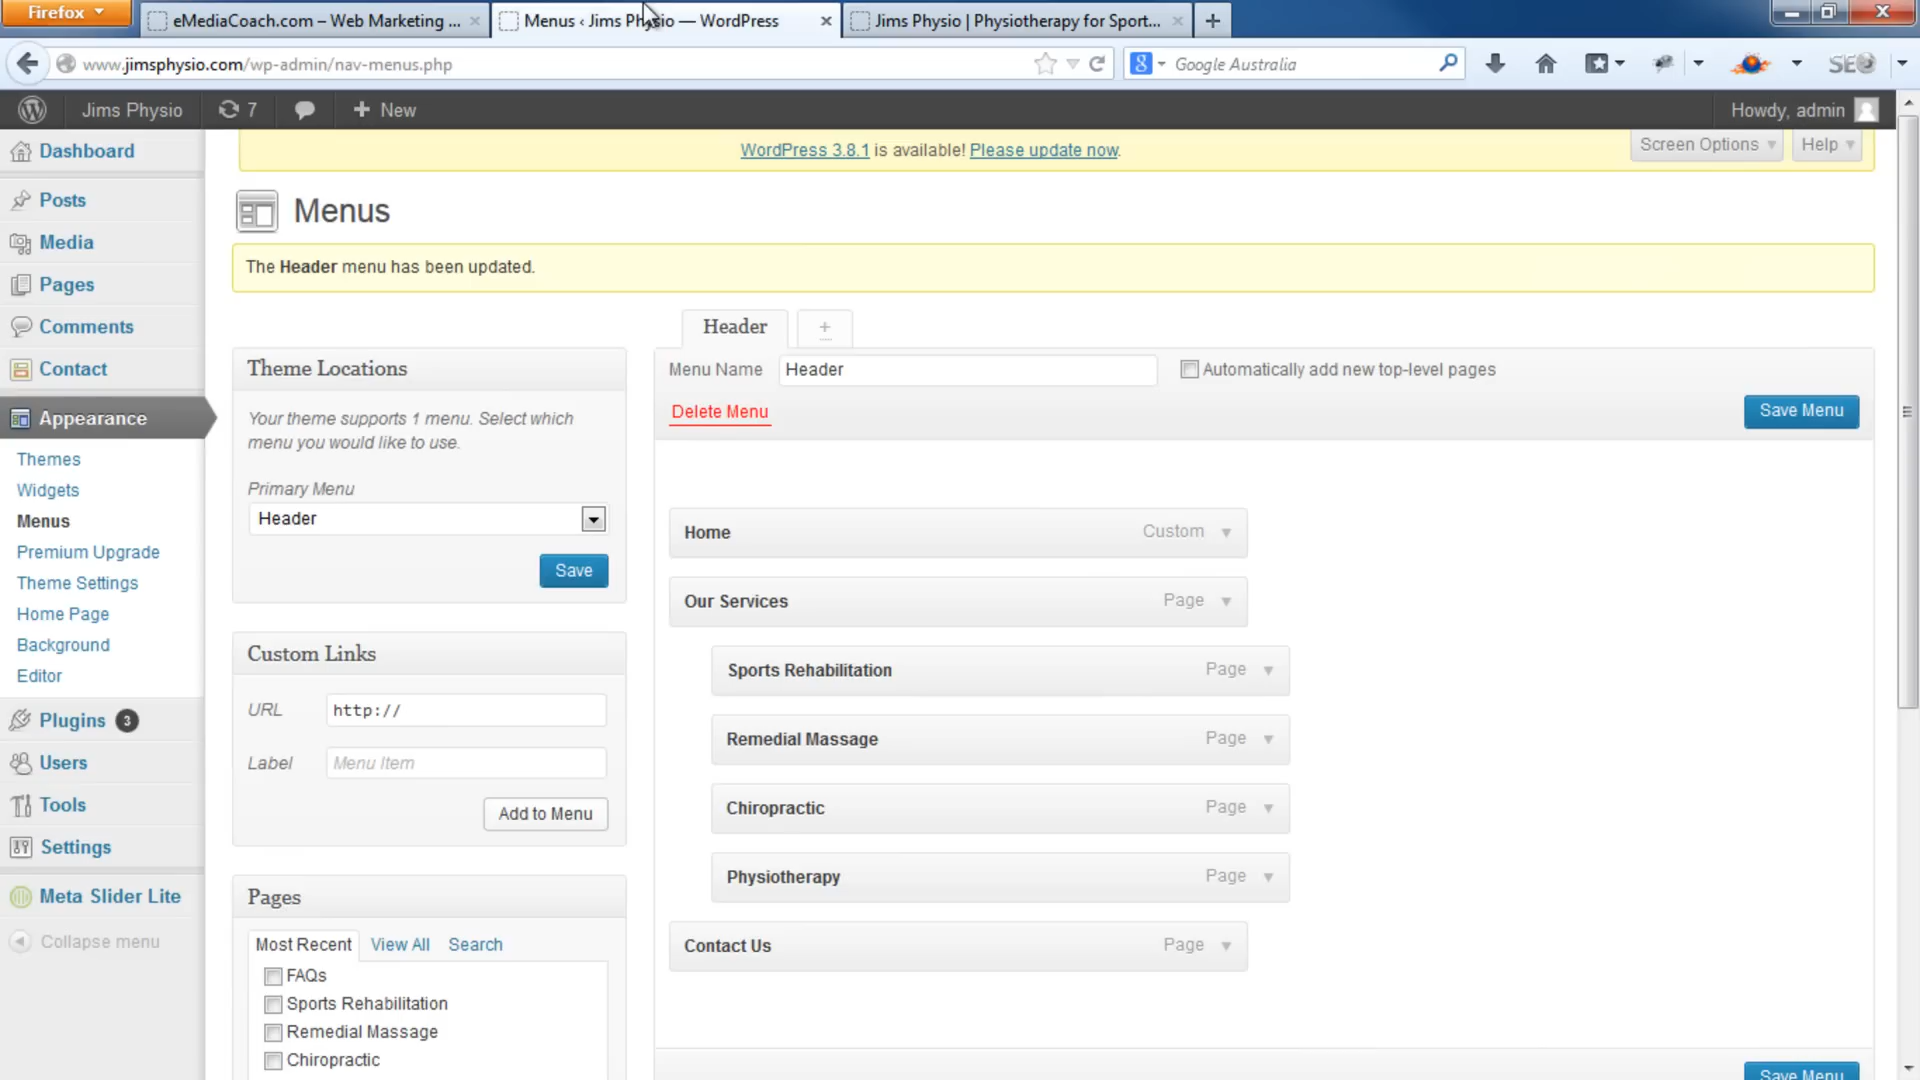 Firefox
eMediaCoach.com – Web Marketing ...
Menus ‹ Jims Physio — WordPress
Jims Physio | Physiotherapy for Sport...
www.jimsphysio.com/wp-admin/nav-menus.php
Google Australia
SEO
Jims Physio
7
New
Howdy, admin
WordPress 3.8.1 is available! Please update now.
Screen Options
Help
Dashboard
Posts
Media
Pages
Comments
Contact
Appearance
Themes
Widgets
Menus
Premium Upgrade
Theme Settings
Home Page
Background
Editor
Plugins 3
Users
Tools
Settings
Meta Slider Lite
Collapse menu
Menus
The Header menu has been updated.
Theme Locations
Your theme supports 1 menu. Select which
menu you would like to use.
Primary Menu
Header
Save
Custom Links
URL http://
Label Menu Item
Add to Menu
Pages
Most Recent View All Search
FAQs
Sports Rehabilitation
Remedial Massage
Chiropractic
Header +
Menu Name Header Automatically add new top-level pages
Delete Menu
Save Menu
Home Custom
Our Services Page
Sports Rehabilitation Page
Remedial Massage Page
Chiropractic Page
Physiotherapy Page
Contact Us Page
Save Menu